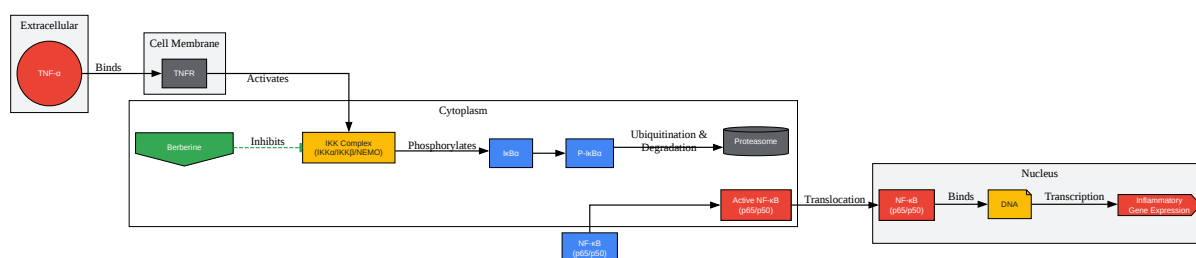 Extracellular
TNF-α
Binds
Cell Membrane
TNFR
Activates
Cytoplasm
Berberine
Inhibits
IKK Complex
(IKKα/IKKβ/NEMO)
Phosphorylates
IκBα
P-IκBα
Ubiquitination &
Degradation
Proteasome
NF-κB
(p65/p50)
Active NF-κB
(p65/p50)
Translocation
Nucleus
NF-κB
(p65/p50)
Binds
DNA
Transcription
Inflammatory
Gene Expression